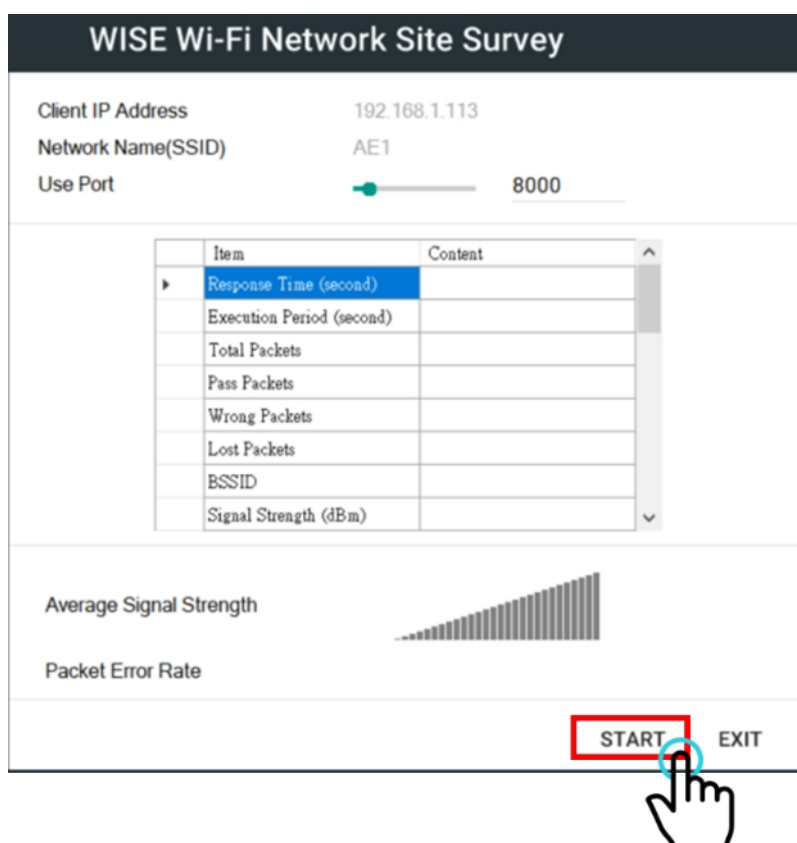 WISE Wi-Fi Network Site Survey
Client IP Address 192.168.1.113
Network Name(SSID) AE1
Use Port 8000
Item Content
Response Time (second)
Execution Period (second)
Total Packets
Pass Packets
Wrong Packets
Lost Packets
BSSID
Signal Strength (dBm)
Average Signal Strength
Packet Error Rate
START EXIT